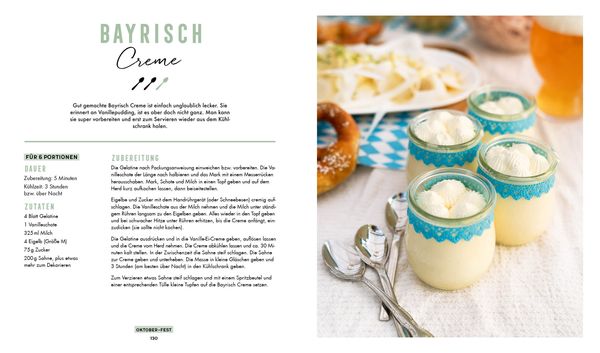 BAYRISCH
Creme
Gut gemachte Bayrisch Creme ist einfach unglaublich lecker. Sie
erinnert an Vanillepudding, ist es aber doch nicht ganz. Man kann
sie super vorbereiten und erst zum Servieren wieder aus dem Kühl-
schrank holen.
FÜR 6 PORTIONEN
DAUER
Zubereitung: 5 Minuten
Kühlzeit: 3 Stunden
bzw. über Nacht
ZUTATEN
4 Blatt Gelatine
1 Vanilleschote
325 ml Milch
4 Eigelb (Größe M)
75 g Zucker
200 g Sahne, plus etwas
mehr zum Dekorieren
ZUBEREITUNG
Die Gelatine nach Packungsanweisung einweichen bzw. vorbereiten. Die Va-
nilleschote der Länge nach halbieren und das Mark mit einem Messerrücken
herausschaben. Mark, Schote und Milch in einen Topf geben und auf dem
Herd kurz aufkochen lassen, dann beiseitestellen.
Eigelbe und Zucker mit dem Handrührgerät (oder Schneebesen) cremig auf-
schlagen. Die Vanilleschote aus der Milch nehmen und die Milch unter ständi-
gem Rühren langsam zu den Eigelben geben. Alles wieder in den Topf geben
und bei schwacher Hitze unter Rühren erhitzen, bis die Creme anfängt, ein-
zudicken (sie sollte nicht kochen).
Die Gelatine ausdrücken und in die Vanille-Ei-Creme geben, auflösen lassen
und die Creme vom Herd nehmen. Die Creme abkühlen lassen und ca. 30 Mi-
nuten kalt stellen. In der Zwischenzeit die Sahne steif schlagen. Die Sahne
zur Creme geben und unterheben. Die Masse in kleine Gläschen geben und
3 Stunden (am besten über Nacht) in den Kühlschrank geben.
Zum Verzieren etwas Sahne steif schlagen und mit einem Spritzbeutel und
einer entsprechenden Tülle kleine Tupfen auf die Bayrisch Creme setzen.
OKTOBER-FEST
130